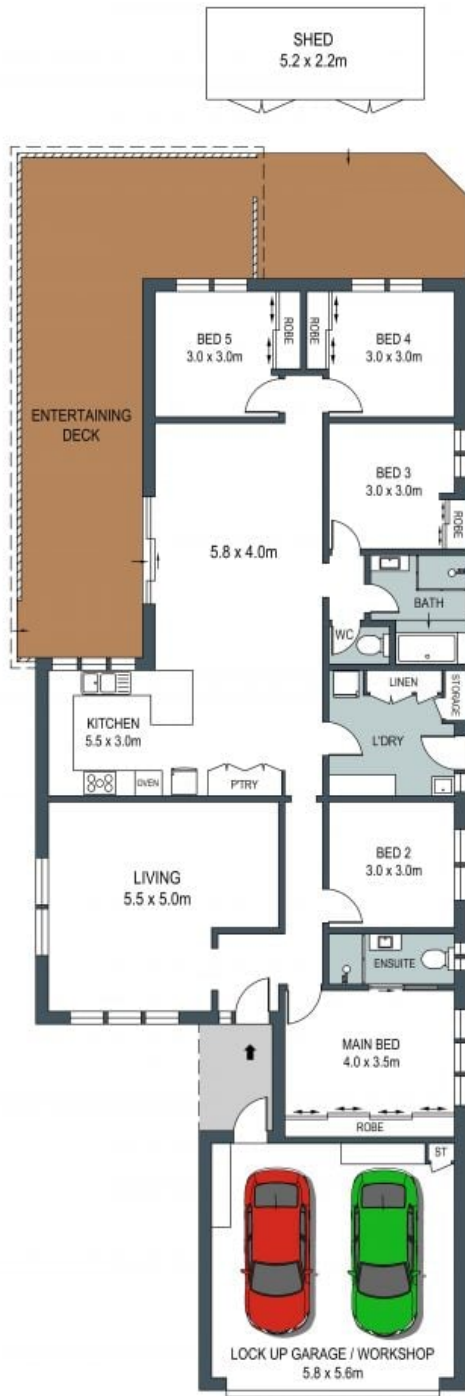 SHED
5.2 x 2.2m
BED 5
3.0 x 3.0m
ROBE
ROBE
BED 4
3.0 x 3.0m
ENTERTAINING
DECK
BED 3
3.0 x 3.0m
ROBE
5.8 x 4.0m
BATH
WC
LINEN
STORAGE
KITCHEN
5.5 x 3.0m
L'DRY
OVEN
P'TRY
LIVING
5.5 x 5.0m
BED 2
3.0 x 3.0m
ENSUITE
MAIN BED
4.0 x 3.5m
ROBE
ST
LOCK UP GARAGE / WORKSHOP
5.8 x 5.6m